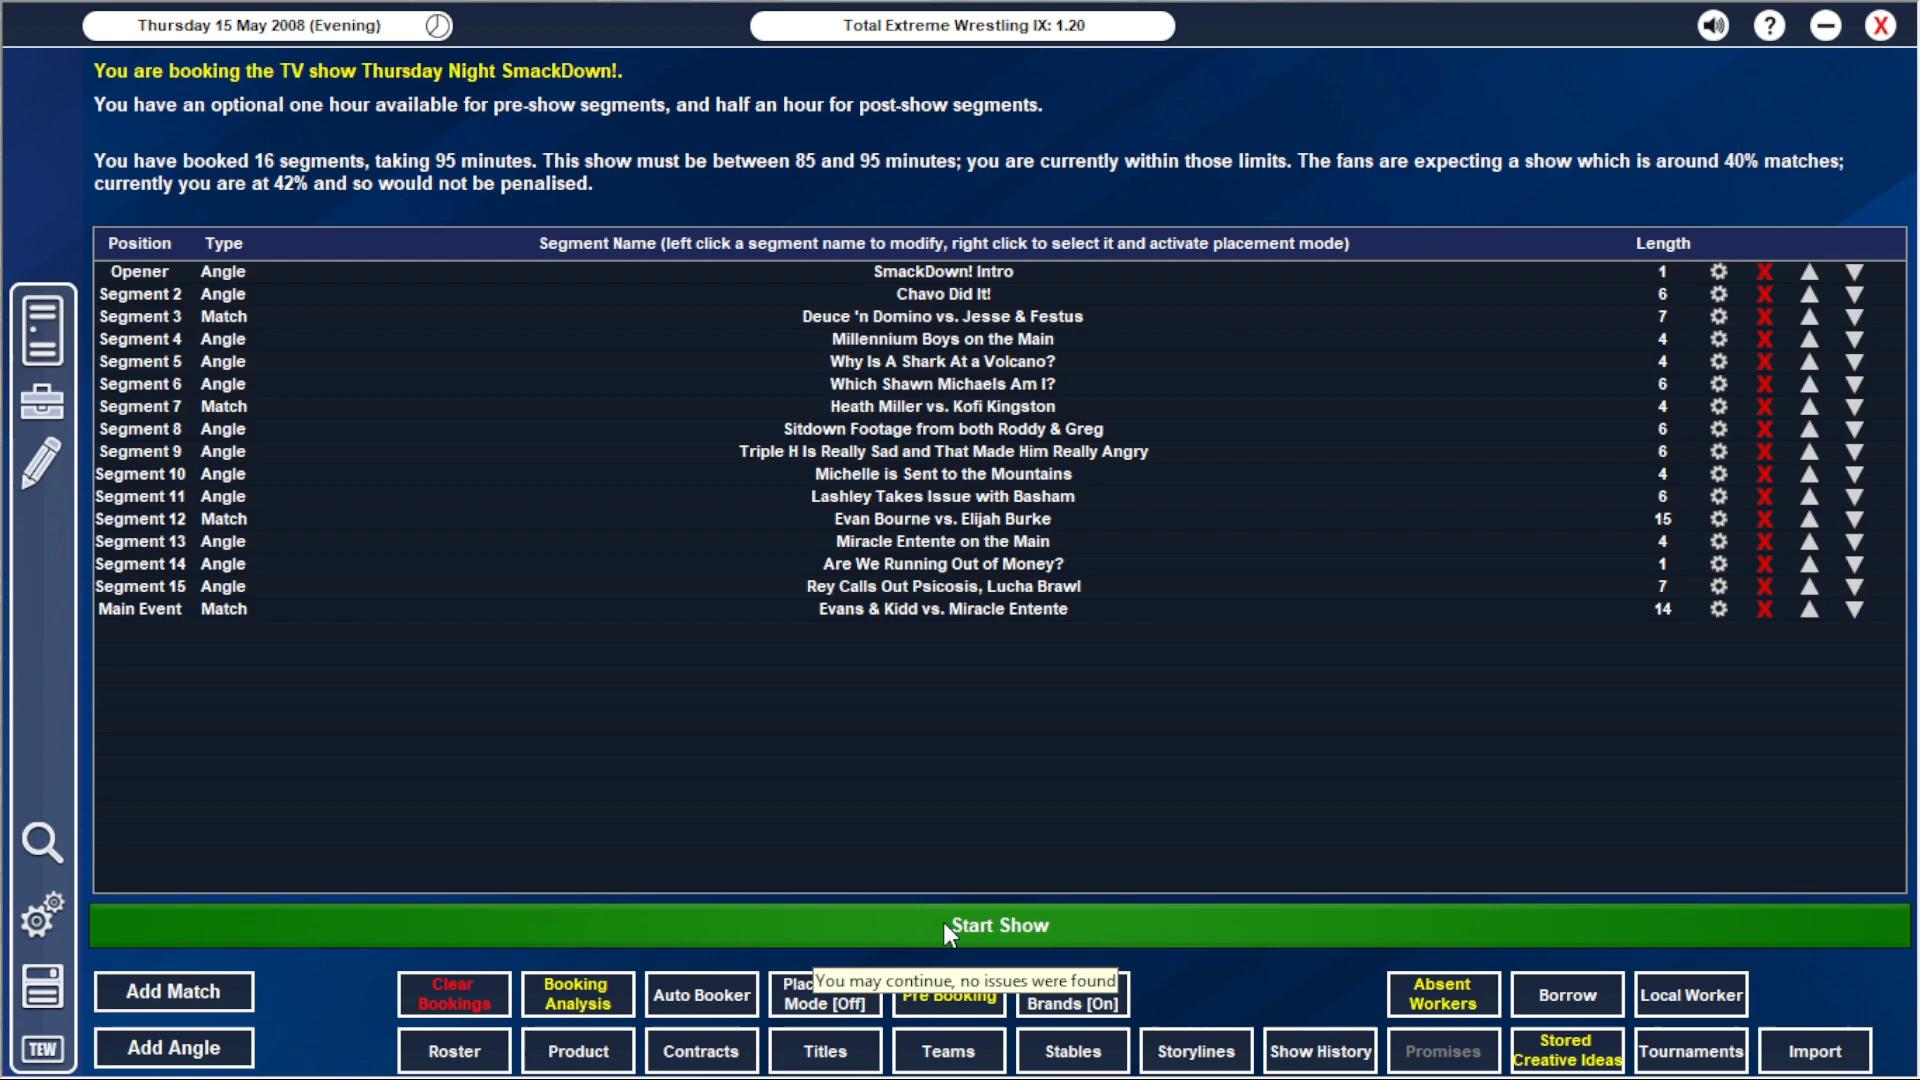 Thursday 15 May 2008 (Evening)
Total Extreme Wrestling IX: 1.20
?
X
You are booking the TV show Thursday Night SmackDown!.
You have an optional one hour available for pre-show segments, and half an hour for post-show segments.
You have booked 16 segments, taking 95 minutes. This show must be between 85 and 95 minutes; you are currently within those limits. The fans are expecting a show which is around 40% matches;
currently you are at 42% and so would not be penalised.
Position Type Segment Name (left click a segment name to modify, right click to select it and activate placement mode) Length
Opener Angle SmackDown! Intro 1 X
Segment 2 Angle Chavo Did It! 6 X
Segment 3 Match Deuce 'n Domino vs. Jesse & Festus 7 X
Segment 4 Angle Millennium Boys on the Main 4 X
Segment 5 Angle Why Is A Shark At a Volcano? 4 X
Segment 6 Angle Which Shawn Michaels Am I? 6 X
Segment 7 Match Heath Miller vs. Kofi Kingston 4 X
Segment 8 Angle Sitdown Footage from both Roddy & Greg 6 X
Segment 9 Angle Triple H Is Really Sad and That Made Him Really Angry 6 X
Segment 10 Angle Michelle is Sent to the Mountains 4 X
Segment 11 Angle Lashley Takes Issue with Basham 6 X
Segment 12 Match Evan Bourne vs. Elijah Burke 15 X
Segment 13 Angle Miracle Entente on the Main 4 X
Segment 14 Angle Are We Running Out of Money? 1 X
Segment 15 Angle Rey Calls Out Psicosis, Lucha Brawl 7 X
Main Event Match Evans & Kidd vs. Miracle Entente 14 X
Start Show
You may continue, no issues were found
Add Match
Clear
Bookings
Booking
Analysis
Auto Booker
Mode [Off]
Pre Booking
Brands [On]
Absent
Workers
Borrow
Local Worker
TEW
Add Angle
Roster
Product
Contracts
Titles
Teams
Stables
Storylines
Show History
Promises
Stored
Creative Ideas
Tournaments
Import